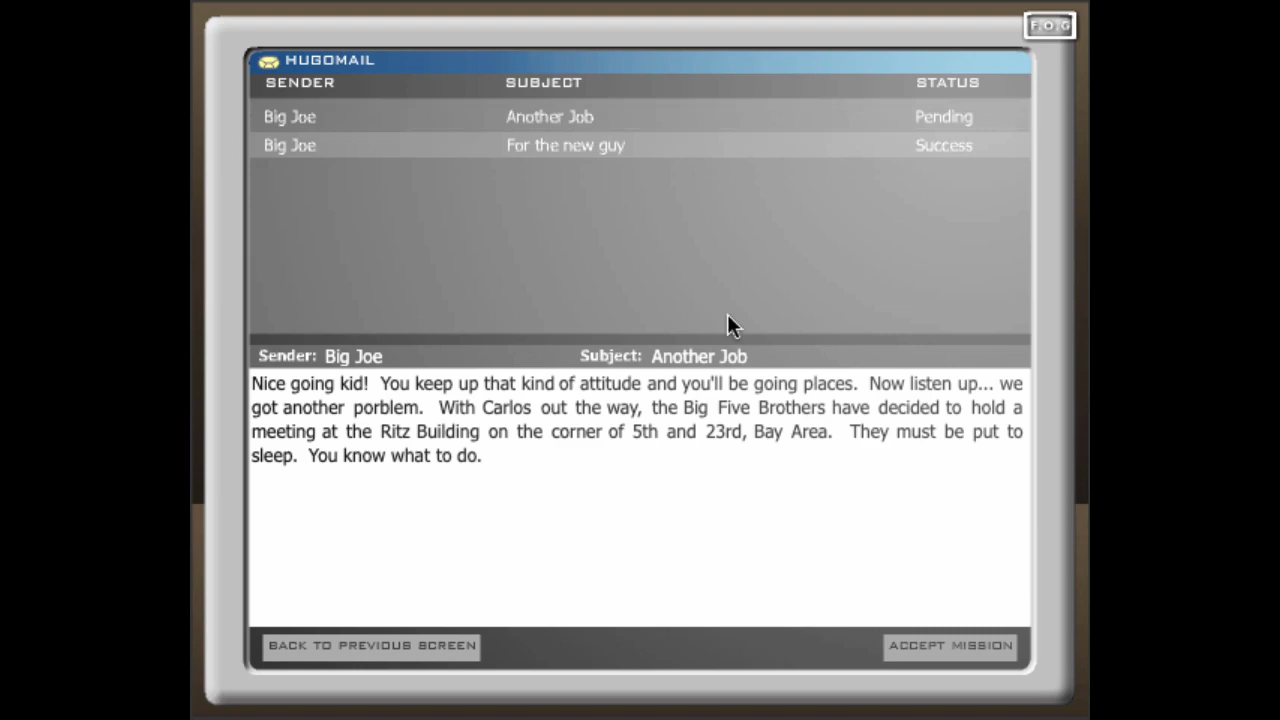 F.O.G
HUGOMAIL
SENDER SUBJECT STATUS
Big Joe Another Job Pending
Big Joe For the new guy Success
Sender: Big Joe Subject: Another Job
Nice going kid! You keep up that kind of attitude and you'll be going places. Now listen up... we
got another porblem. With Carlos out the way, the Big Five Brothers have decided to hold a
meeting at the Ritz Building on the corner of 5th and 23rd, Bay Area. They must be put to
sleep. You know what to do.
BACK TO PREVIOUS SCREEN ACCEPT MISSION